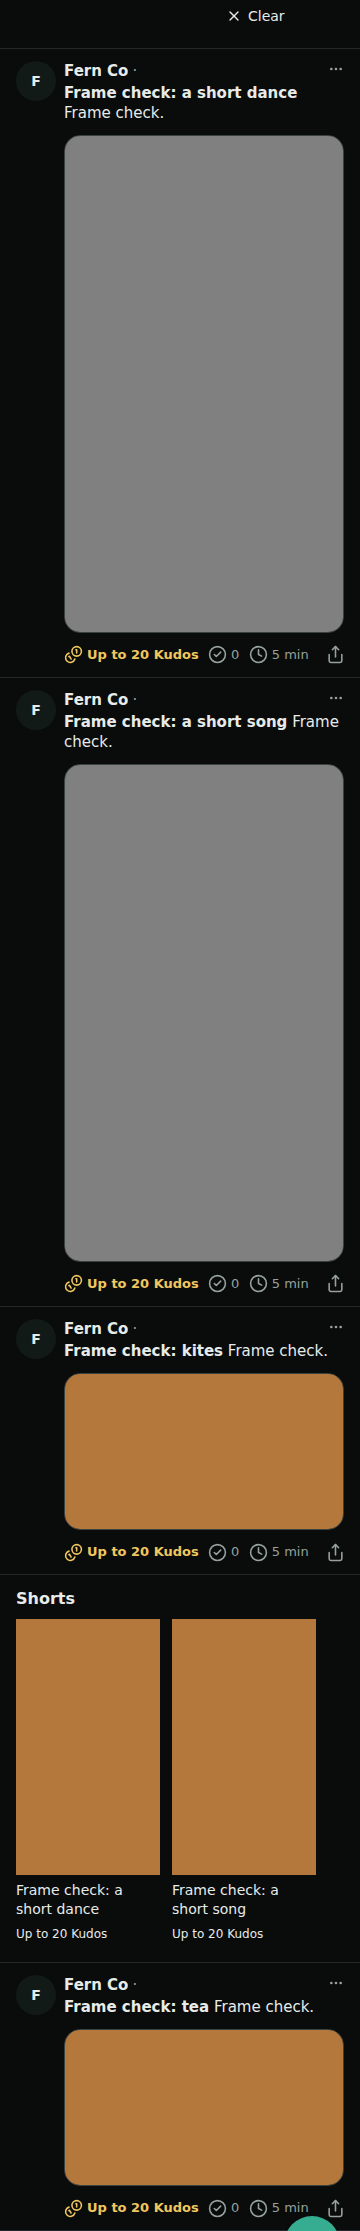 Clear
F
Fern Co ·
Frame check: a short dance
Frame check.
Up to 20 Kudos 0 5 min
F
Fern Co ·
Frame check: a short song Frame
check.
Up to 20 Kudos 0 5 min
F
Fern Co ·
Frame check: kites Frame check.
Up to 20 Kudos 0 5 min
Shorts
Frame check: a
short dance
Up to 20 Kudos
Frame check: a
short song
Up to 20 Kudos
F
Fern Co ·
Frame check: tea Frame check.
Up to 20 Kudos 0 5 min